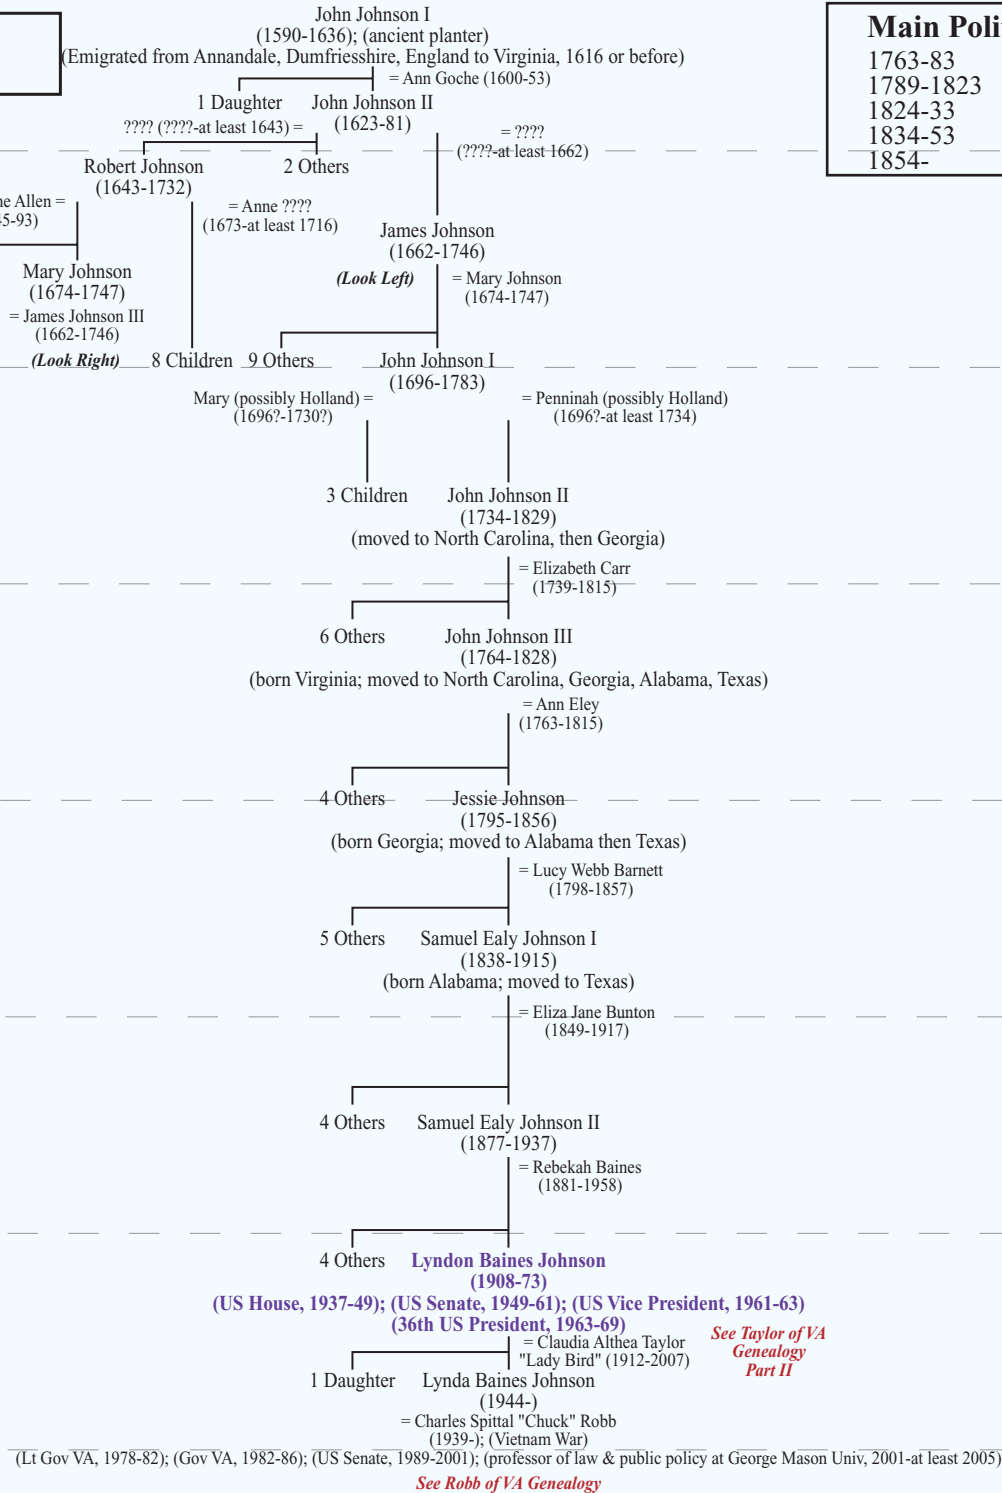 John Johnson I
(1590-1636); (ancient planter)
(Emigrated from Annandale, Dumfriesshire, England to Virginia, 1616 or before)
= Ann Goche (1600-53)
1 Daughter John Johnson II
(1623-81)
???? (????-at least 1643) =
= ????
(????-at least 1662)
Robert Johnson
(1643-1732)
2 Others
ne Allen =
45-93)
= Anne ????
(1673-at least 1716)
James Johnson
(1662-1746)
Mary Johnson
(1674-1747)
(Look Left)
= Mary Johnson
(1674-1747)
= James Johnson III
(1662-1746)
(Look Right)
8 Children
9 Others
John Johnson I
(1696-1783)
Mary (possibly Holland) =
(1696?-1730?)
= Penninah (possibly Holland)
(1696?-at least 1734)
3 Children
John Johnson II
(1734-1829)
(moved to North Carolina, then Georgia)
= Elizabeth Carr
(1739-1815)
6 Others
John Johnson III
(1764-1828)
(born Virginia; moved to North Carolina, Georgia, Alabama, Texas)
= Ann Eley
(1763-1815)
4 Others
Jessie Johnson
(1795-1856)
(born Georgia; moved to Alabama then Texas)
= Lucy Webb Barnett
(1798-1857)
5 Others
Samuel Ealy Johnson I
(1838-1915)
(born Alabama; moved to Texas)
= Eliza Jane Bunton
(1849-1917)
4 Others
Samuel Ealy Johnson II
(1877-1937)
= Rebekah Baines
(1881-1958)
4 Others
Lyndon Baines Johnson
(1908-73)
(US House, 1937-49); (US Senate, 1949-61); (US Vice President, 1961-63)
(36th US President, 1963-69)
= Claudia Althea Taylor
"Lady Bird" (1912-2007)
See Taylor of VA
Genealogy
Part II
1 Daughter
Lynda Baines Johnson
(1944-)
= Charles Spittal "Chuck" Robb
(1939-); (Vietnam War)
(Lt Gov VA, 1978-82); (Gov VA, 1982-86); (US Senate, 1989-2001); (professor of law & public policy at George Mason Univ, 2001-at least 2005)
See Robb of VA Genealogy
Main Polit
1763-83
1789-1823
1824-33
1834-53
1854-